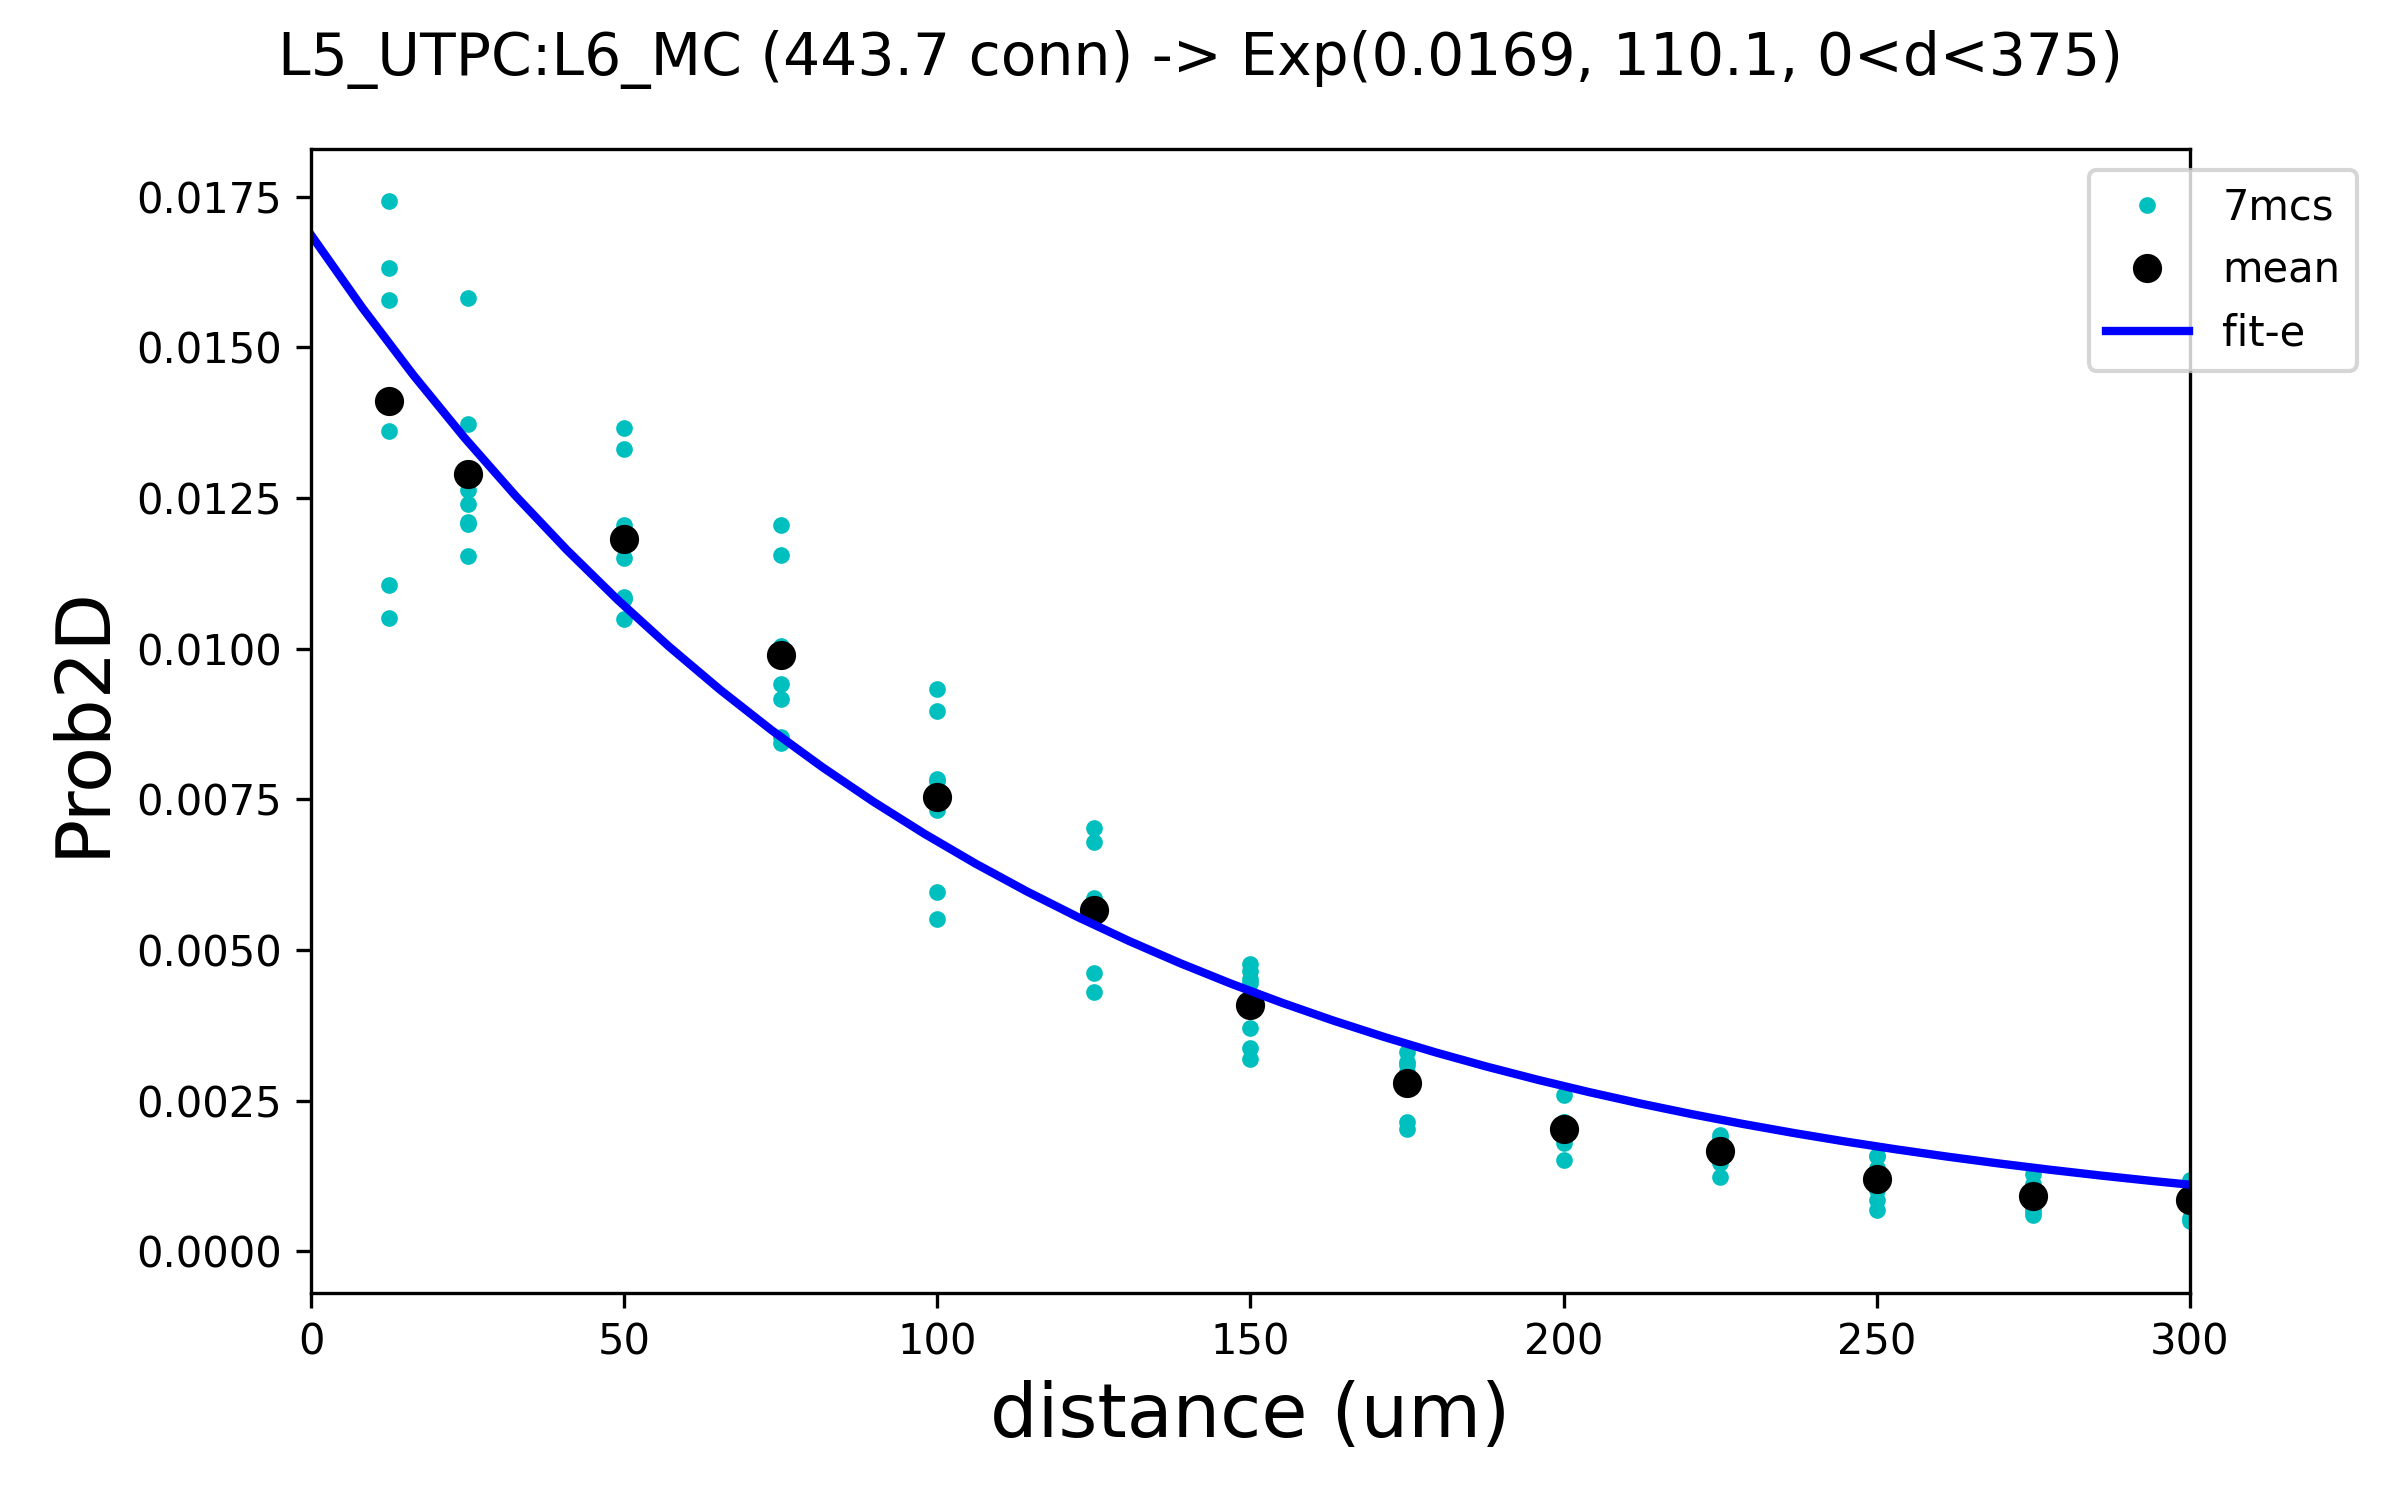 L5_UTPC:L6_MC (443.7 conn) -> Exp(0.0169, 110.1, 0<d<375)
7mcs
mean
fit-e
Prob2D
0.0175
0.0150
0.0125
0.0100
0.0075
0.0050
0.0025
0.0000
0 50 100 150 200 250 300
distance (um)